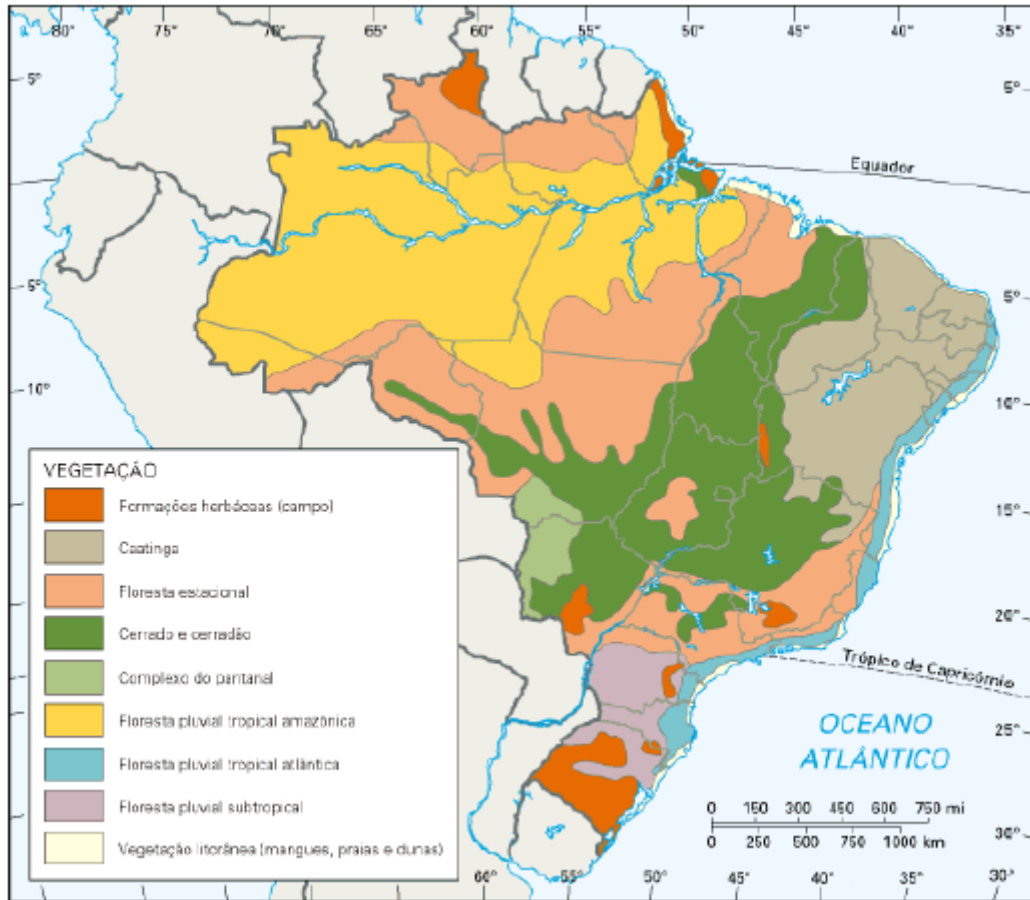 80° 75° 65° 60° 50° 45° 40° 35°
5° 5°
Equador
5° 5°
10° 10°
15°
20°
Trópico de Capricórnio
25°
30°
OCEANO
ATLÂNTICO
0 150 300 450 600 750 mi
0 250 500 750 1000 km
VEGETAÇÃO
Formações herbáceas (campo)
Caatinga
Floresta estacional
Cerrado e cerradão
Complexo do pantanal
Floresta pluvial tropical amazônica
Floresta pluvial tropical atlântica
Floresta pluvial subtropical
Vegetação litorânea (mangues, praias e dunas)
60° 55° 50° 45° 40° 35° 30°